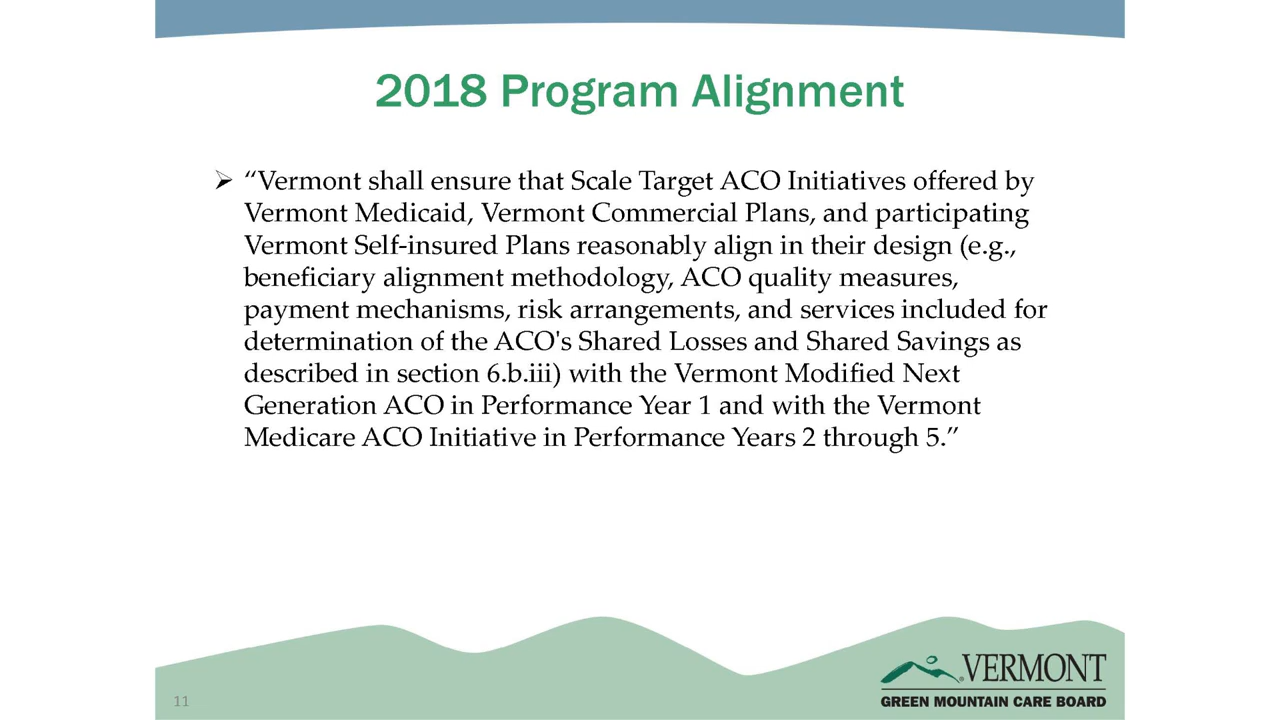 2018 Program Alignment
➢ “Vermont shall ensure that Scale Target ACO Initiatives offered by
Vermont Medicaid, Vermont Commercial Plans, and participating
Vermont Self-insured Plans reasonably align in their design (e.g.,
beneficiary alignment methodology, ACO quality measures,
payment mechanisms, risk arrangements, and services included for
determination of the ACO's Shared Losses and Shared Savings as
described in section 6.b.iii) with the Vermont Modified Next
Generation ACO in Performance Year 1 and with the Vermont
Medicare ACO Initiative in Performance Years 2 through 5.”
11
VERMONT
GREEN MOUNTAIN CARE BOARD